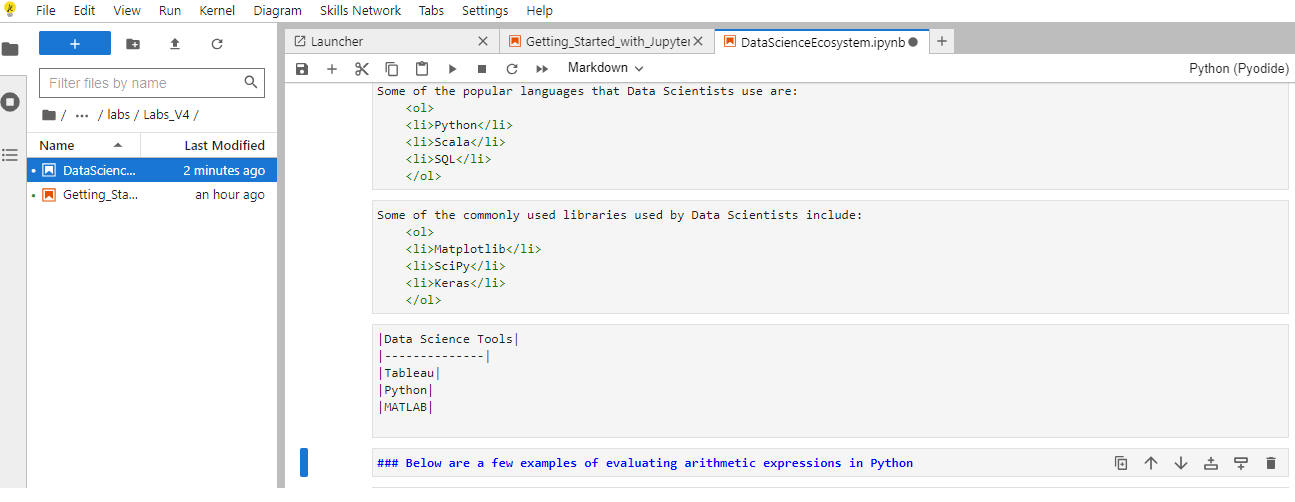 File Edit View Run Kernel Diagram Skills Network Tabs Settings Help
+
Filter files by name
/ ... / labs / Labs_V4 /
Name Last Modified
DataScienc... 2 minutes ago
Getting_Sta... an hour ago
Launcher
Getting_Started_with_Jupyter
DataScienceEcosystem.ipynb
+
Markdown
Python (Pyodide)
Some of the popular languages that Data Scientists use are:
<ol>
<li>Python</li>
<li>Scala</li>
<li>SQL</li>
</ol>
Some of the commonly used libraries used by Data Scientists include:
<ol>
<li>Matplotlib</li>
<li>SciPy</li>
<li>Keras</li>
</ol>
|Data Science Tools|
|--------------|
|Tableau|
|Python|
|MATLAB|
### Below are a few examples of evaluating arithmetic expressions in Python